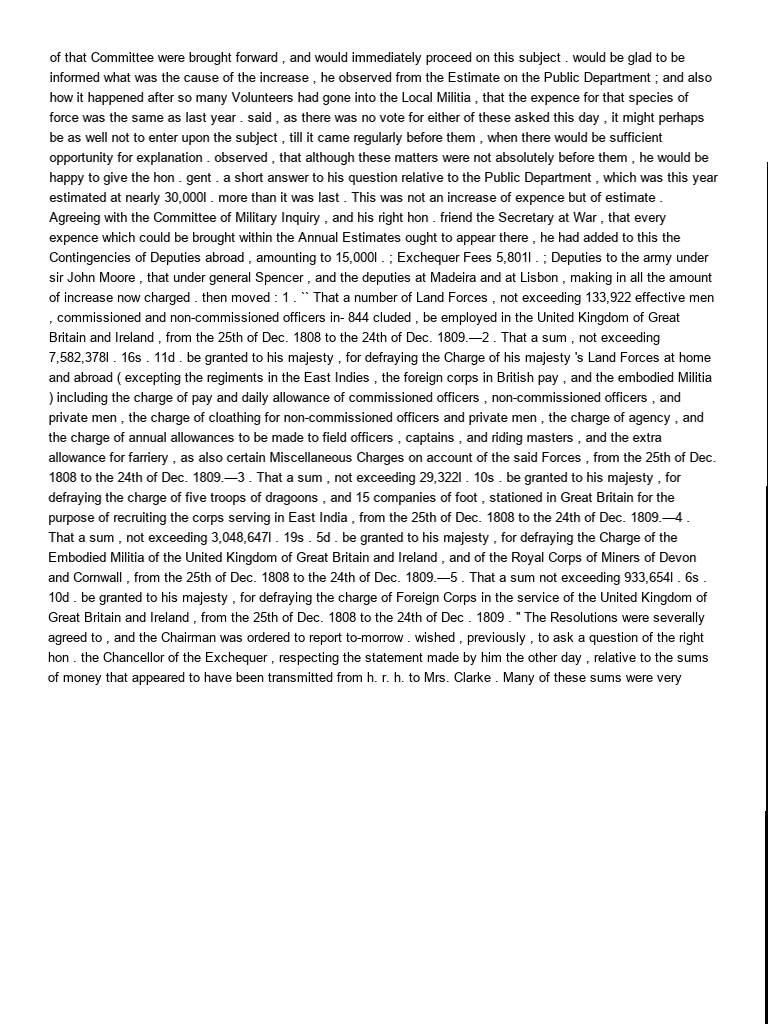 of that Committee were brought forward , and would immediately proceed on this subject . would be glad to be
informed what was the cause of the increase , he observed from the Estimate on the Public Department ; and also
how it happened after so many Volunteers had gone into the Local Militia , that the expence for that species of
force was the same as last year . said , as there was no vote for either of these asked this day , it might perhaps
be as well not to enter upon the subject , till it came regularly before them , when there would be sufficient
opportunity for explanation . observed , that although these matters were not absolutely before them , he would be
happy to give the hon . gent . a short answer to his question relative to the Public Department , which was this year
estimated at nearly 30,000l . more than it was last . This was not an increase of expence but of estimate .
Agreeing with the Committee of Military Inquiry , and his right hon . friend the Secretary at War , that every
expence which could be brought within the Annual Estimates ought to appear there , he had added to this the
Contingencies of Deputies abroad , amounting to 15,000l . ; Exchequer Fees 5,801l . ; Deputies to the army under
sir John Moore , that under general Spencer , and the deputies at Madeira and at Lisbon , making in all the amount
of increase now charged . then moved : 1 . `` That a number of Land Forces , not exceeding 133,922 effective men
, commissioned and non-commissioned officers in- 844 cluded , be employed in the United Kingdom of Great
Britain and Ireland , from the 25th of Dec. 1808 to the 24th of Dec. 1809.—2 . That a sum , not exceeding
7,582,378l . 16s . 11d . be granted to his majesty , for defraying the Charge of his majesty 's Land Forces at home
and abroad ( excepting the regiments in the East Indies , the foreign corps in British pay , and the embodied Militia
) including the charge of pay and daily allowance of commissioned officers , non-commissioned officers , and
private men , the charge of cloathing for non-commissioned officers and private men , the charge of agency , and
the charge of annual allowances to be made to field officers , captains , and riding masters , and the extra
allowance for farriery , as also certain Miscellaneous Charges on account of the said Forces , from the 25th of Dec.
1808 to the 24th of Dec. 1809.—3 . That a sum , not exceeding 29,322l . 10s . be granted to his majesty , for
defraying the charge of five troops of dragoons , and 15 companies of foot , stationed in Great Britain for the
purpose of recruiting the corps serving in East India , from the 25th of Dec. 1808 to the 24th of Dec. 1809.—4 .
That a sum , not exceeding 3,048,647l . 19s . 5d . be granted to his majesty , for defraying the Charge of the
Embodied Militia of the United Kingdom of Great Britain and Ireland , and of the Royal Corps of Miners of Devon
and Cornwall , from the 25th of Dec. 1808 to the 24th of Dec. 1809.—5 . That a sum not exceeding 933,654l . 6s .
10d . be granted to his majesty , for defraying the charge of Foreign Corps in the service of the United Kingdom of
Great Britain and Ireland , from the 25th of Dec. 1808 to the 24th of Dec . 1809 . " The Resolutions were severally
agreed to , and the Chairman was ordered to report to-morrow . wished , previously , to ask a question of the right
hon . the Chancellor of the Exchequer , respecting the statement made by him the other day , relative to the sums
of money that appeared to have been transmitted from h. r. h. to Mrs. Clarke . Many of these sums were very